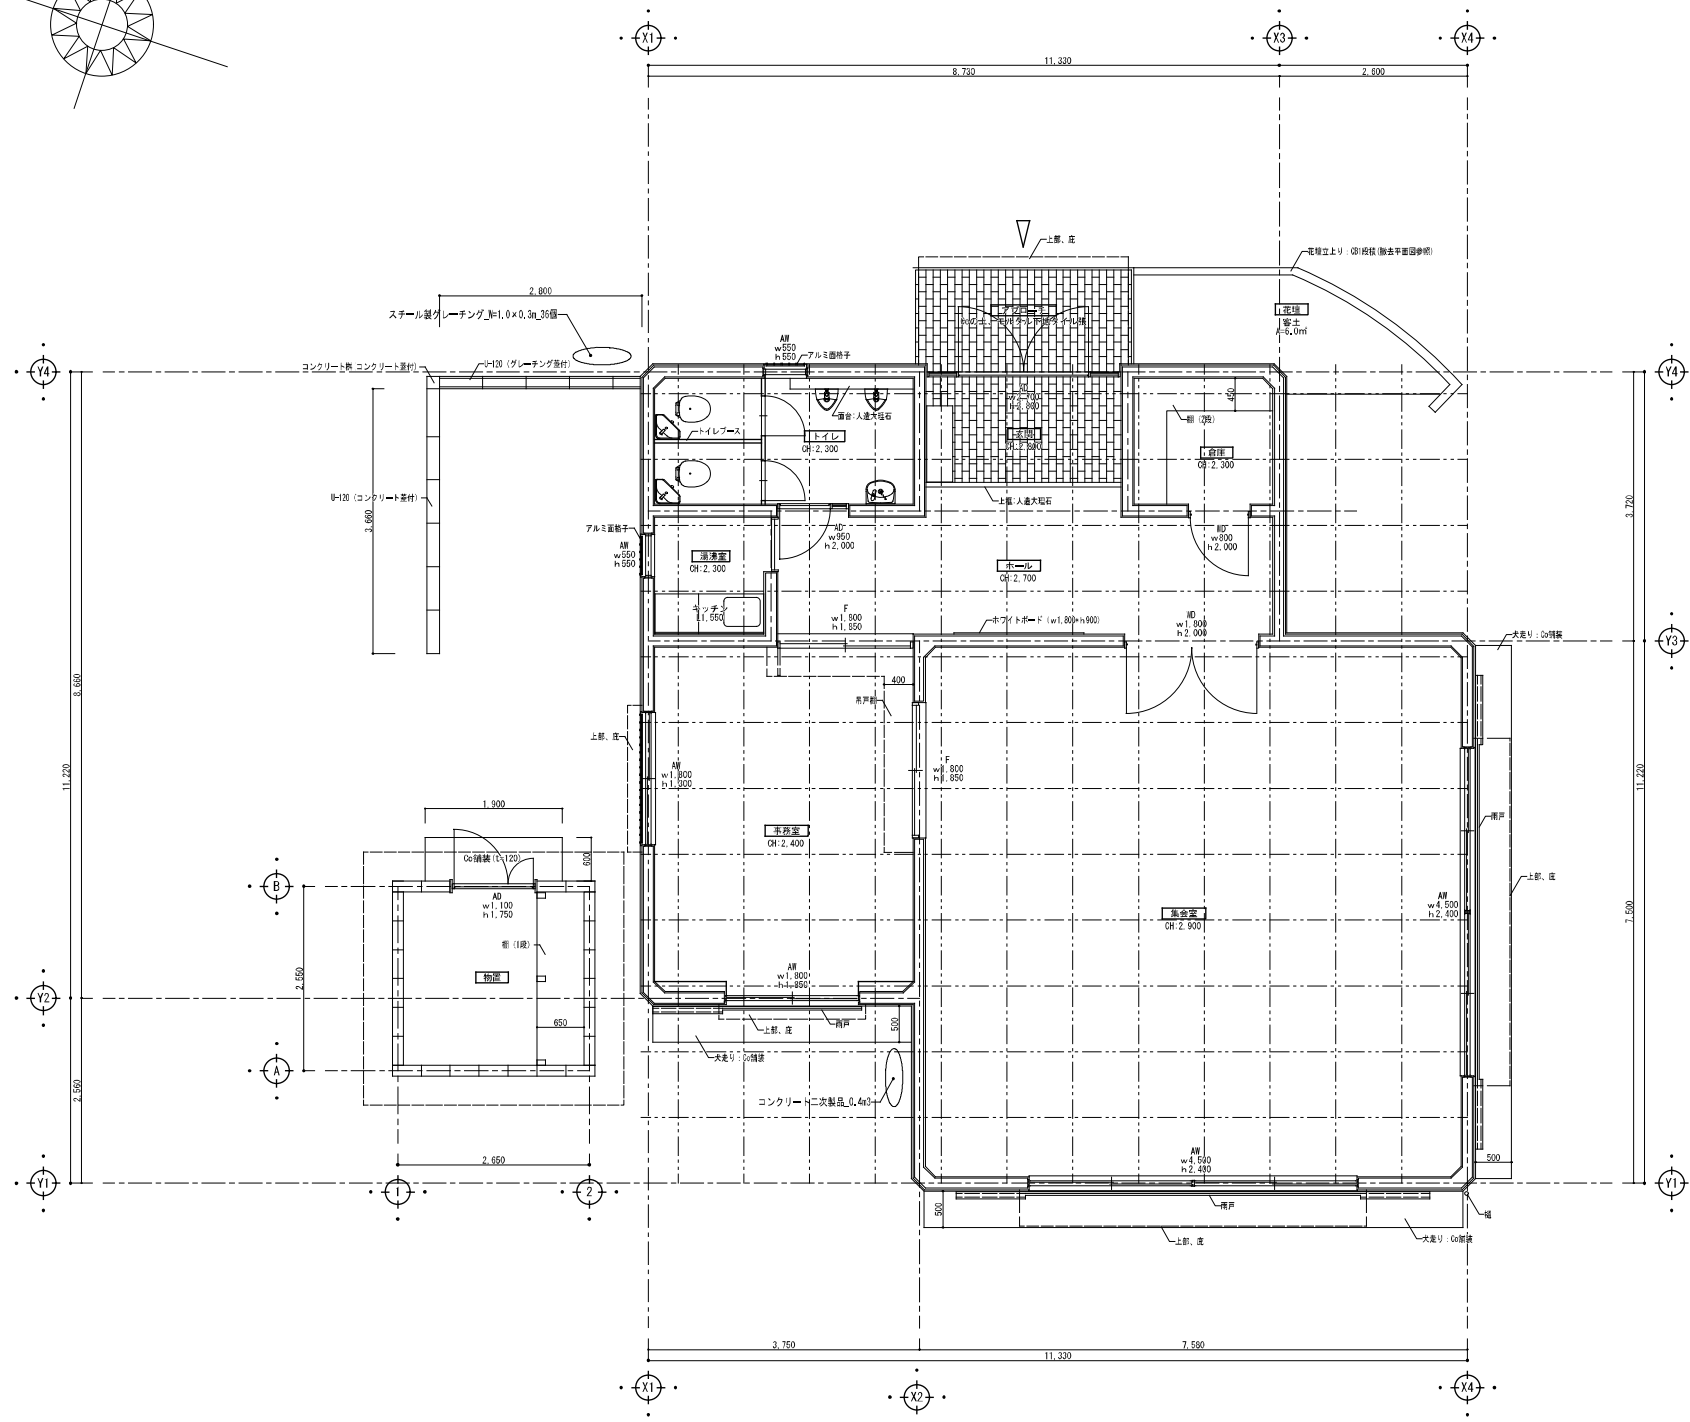 X1
X3
X4
11,330
8,730
2,600
上部、庇
花壇立上り：CB1段積(撤去平面図参照)
2,800
スチール製グレーチング_W=1.0×0.3m_36個
アプローチ
花壇
客土
A=6.0㎡
AW
w550
h550
アルミ面格子
コンクリート桝 コンクリート蓋付)
U-120 (グレーチング蓋付)
Y4
Y4
450
面台:人造大理石
棚 (2段)
トイレブース
トイレ
CH:2,300
玄関
倉庫
CH:2,300
U-120 (コンクリート蓋付)
3,660
上框:人造大理石
3,720
アルミ面格子
AW
w550
h550
AD
w950
h2,000
WD
w800
h2,000
湯沸室
CH:2,300
ホール
CH:2,700
キッチン
L1,550
F
w1,800
h1,850
ホワイトボード (w1,800×h900)
WD
w1,800
h2,000
犬走り：Co舗装
Y3
8,660
400
吊戸棚
上部、庇
AW
w1,800
h1,300
F
w1,800
h1,850
11,220
11,220
雨戸
1,900
事務室
CH:2,400
Co舗装(t=120)
600
上部、庇
B
AD
w1,100
h1,750
AW
w4,500
h2,400
7,500
集会室
CH:2,900
棚 (1段)
物置
2,550
AW
w1,800
h1,850
Y2
650
上部、庇
雨戸
500
犬走り：Co舗装
A
2,560
コンクリート二次製品_0.4m3
AW
w4,500
h2,400
2,650
500
Y1
1
2
Y1
500
雨戸
樋
上部、庇
犬走り：Co舗装
3,750
7,580
11,330
X1
X2
X4